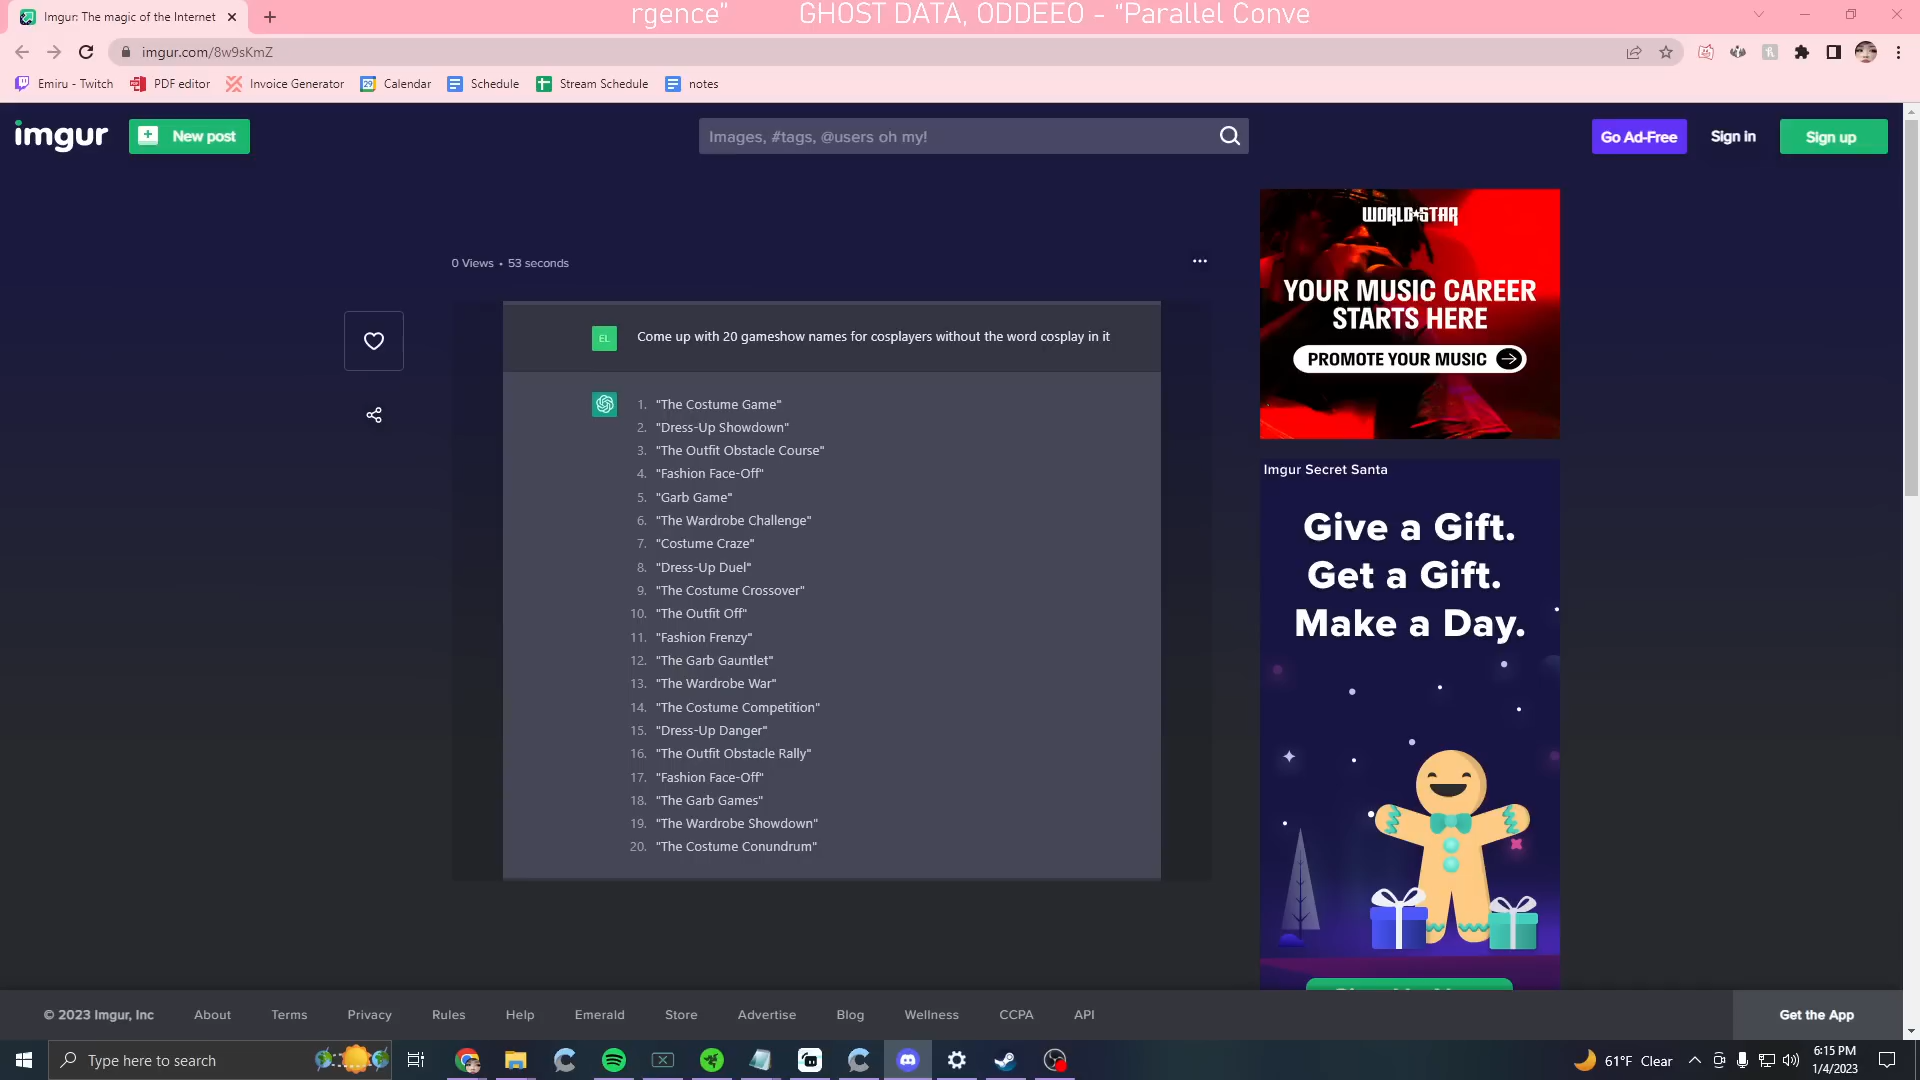 Imgur: The magic of the Internet
rgence" GHOST DATA, ODDEEO - "Parallel Conve
imgur.com/8w9sKmZ
Emiru - Twitch
PDF editor
Invoice Generator
29
Calendar
Schedule
Stream Schedule
notes
imgur
New post
Images, #tags, @users oh my!
Go Ad-Free
Sign in
Sign up
0 Views • 53 seconds
EL
Come up with 20 gameshow names for cosplayers without the word cosplay in it
1. "The Costume Game"
2. "Dress-Up Showdown"
3. "The Outfit Obstacle Course"
4. "Fashion Face-Off"
5. "Garb Game"
6. "The Wardrobe Challenge"
7. "Costume Craze"
8. "Dress-Up Duel"
9. "The Costume Crossover"
10. "The Outfit Off"
11. "Fashion Frenzy"
12. "The Garb Gauntlet"
13. "The Wardrobe War"
14. "The Costume Competition"
15. "Dress-Up Danger"
16. "The Outfit Obstacle Rally"
17. "Fashion Face-Off"
18. "The Garb Games"
19. "The Wardrobe Showdown"
20. "The Costume Conundrum"
WORLD STAR
YOUR MUSIC CAREER
STARTS HERE
PROMOTE YOUR MUSIC
Imgur Secret Santa
Give a Gift.
Get a Gift.
Make a Day.
© 2023 Imgur, Inc
About
Terms
Privacy
Rules
Help
Emerald
Store
Advertise
Blog
Wellness
CCPA
API
Get the App
Type here to search
61°F Clear
6:15 PM
1/4/2023